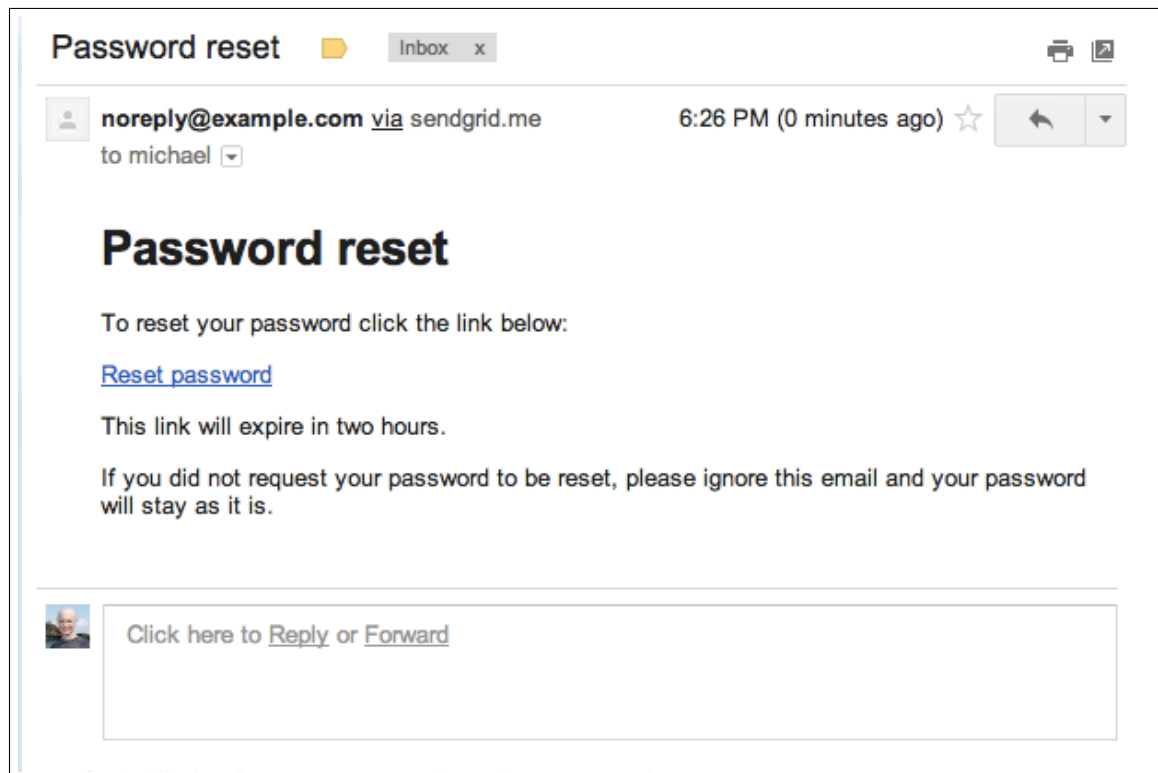 Password reset Inbox x
noreply@example.com via sendgrid.me 6:26 PM (0 minutes ago)
to michael
Password reset
To reset your password click the link below:
Reset password
This link will expire in two hours.
If you did not request your password to be reset, please ignore this email and your password
will stay as it is.
Click here to Reply or Forward